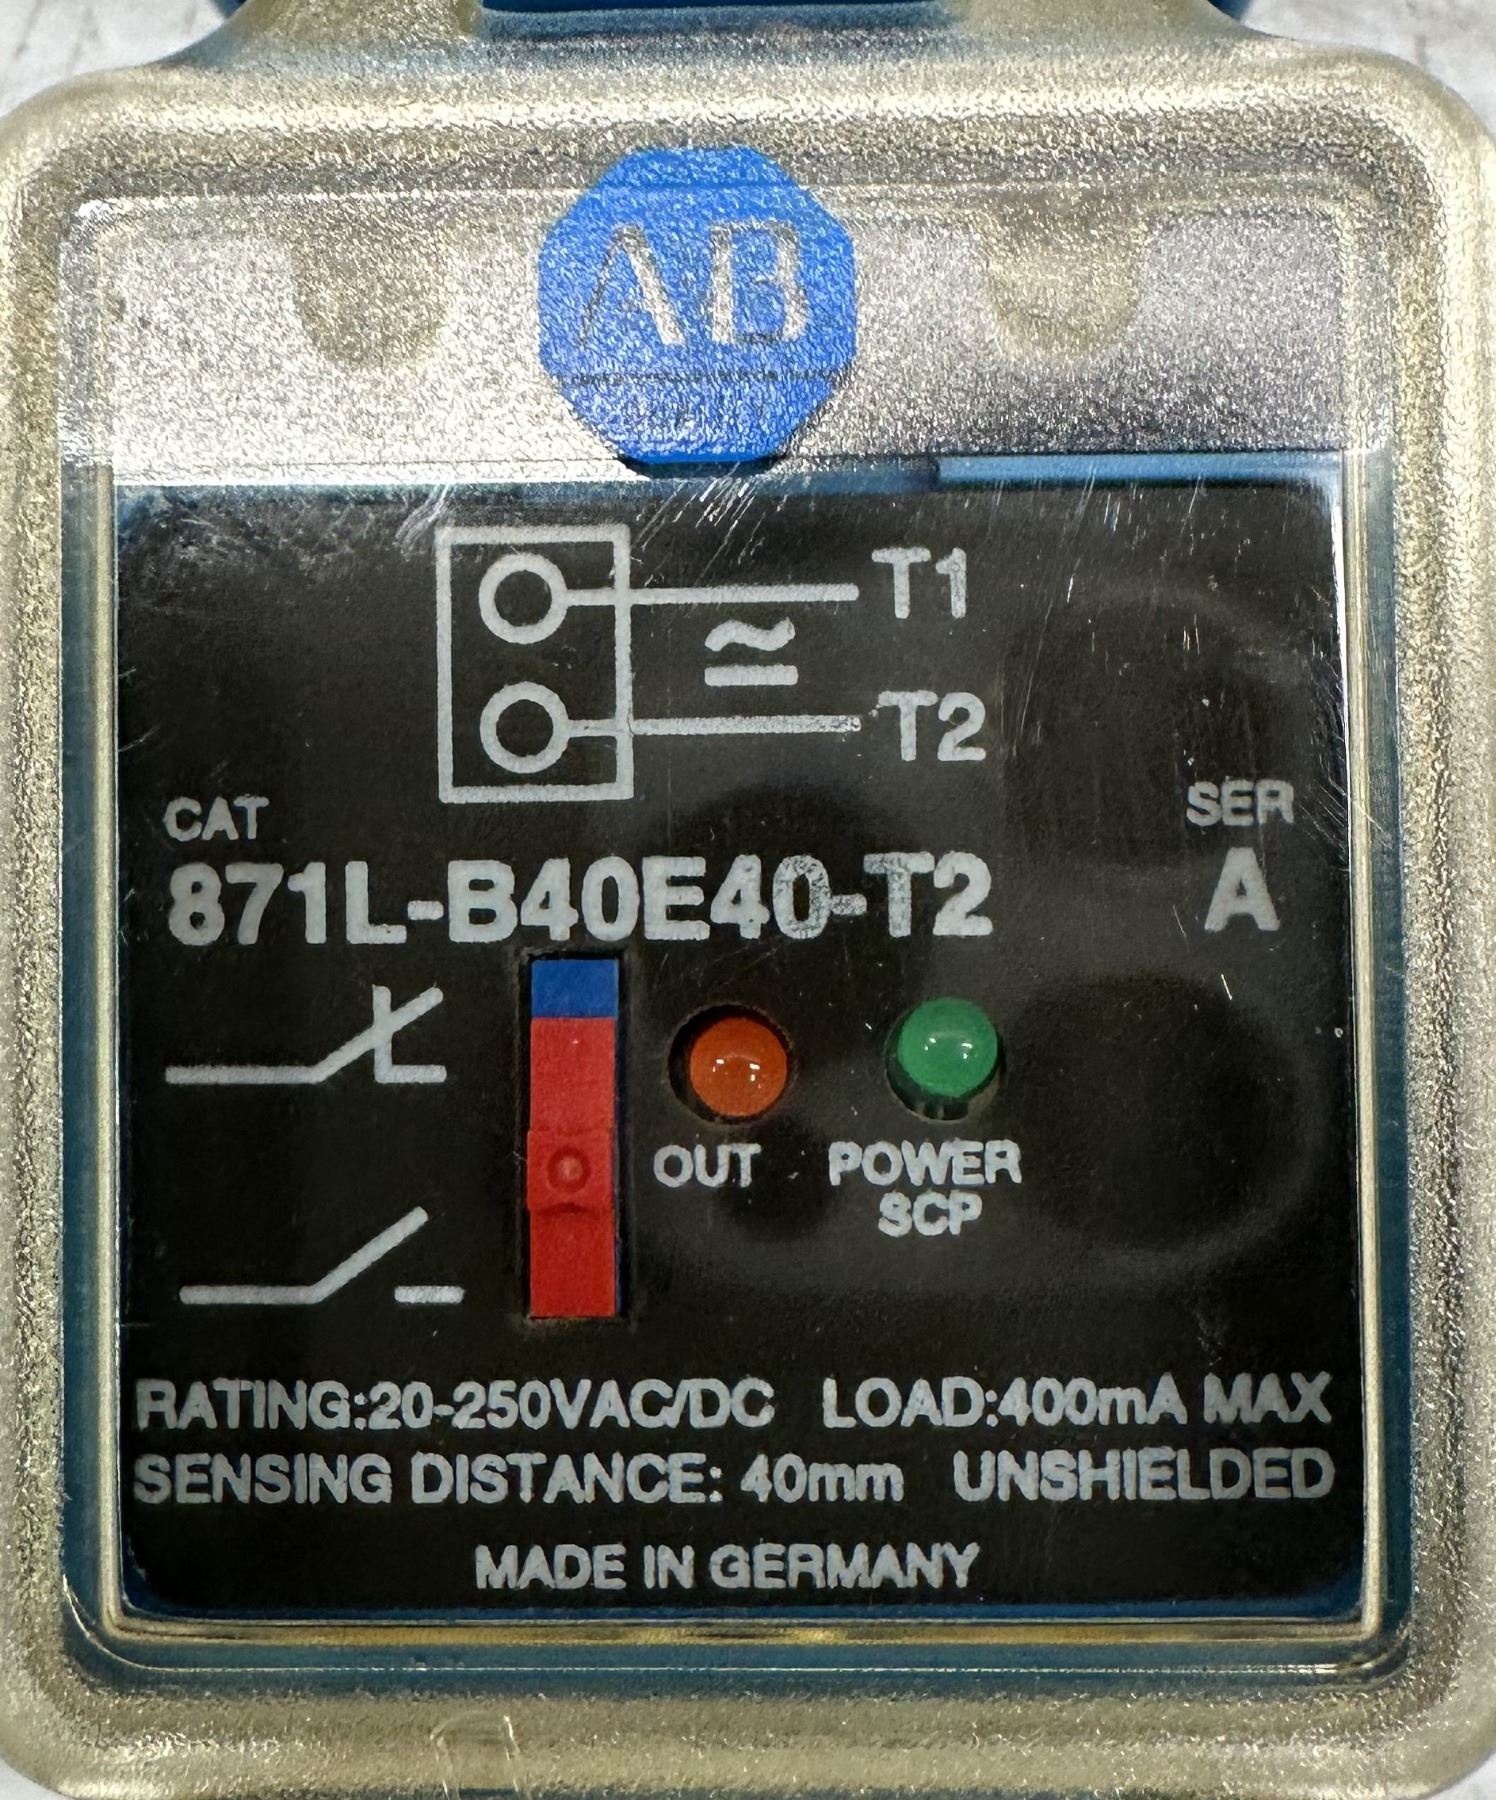 AB
T1
T2
CAT
SER
871L-B40E40-T2
A
OUT
POWER
SCP
RATING:20-250VAC/DC LOAD:400mA MAX
SENSING DISTANCE: 40mm UNSHIELDED
MADE IN GERMANY